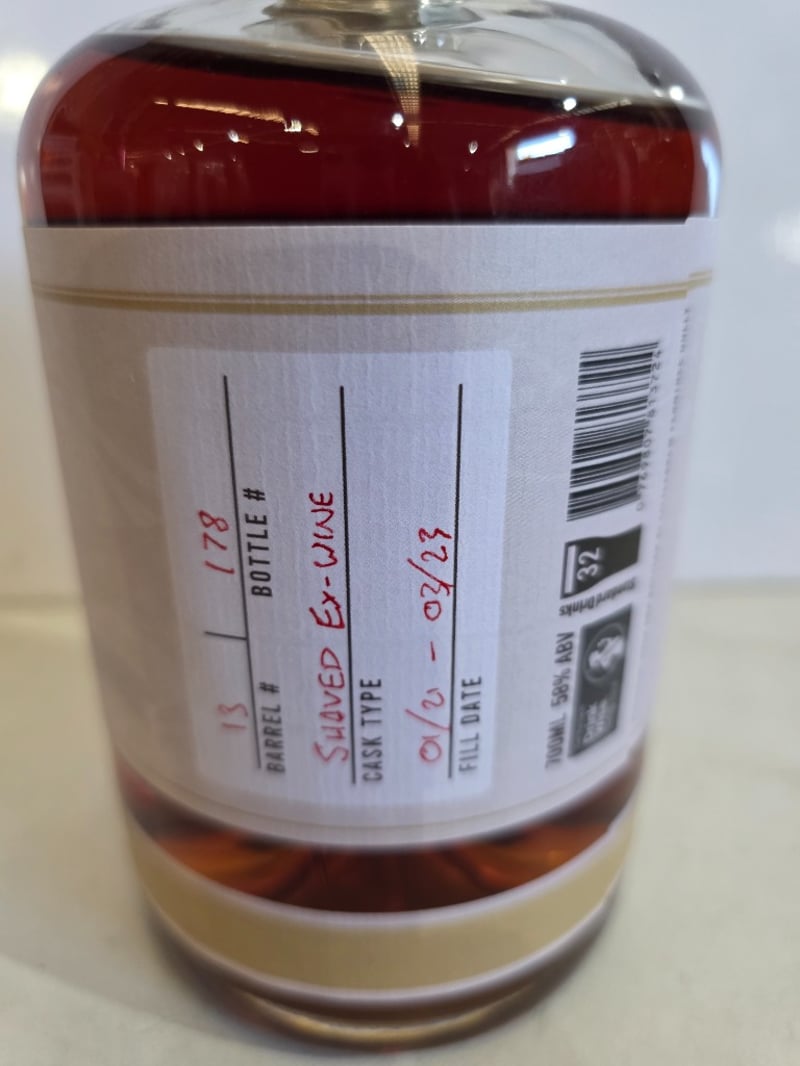 13 | 178
BARREL # BOTTLE #
SHAVED EX-WINE
CASK TYPE
01/21 - 03/23
FILL DATE
700ML 58% ABV
32
Standard Drinks